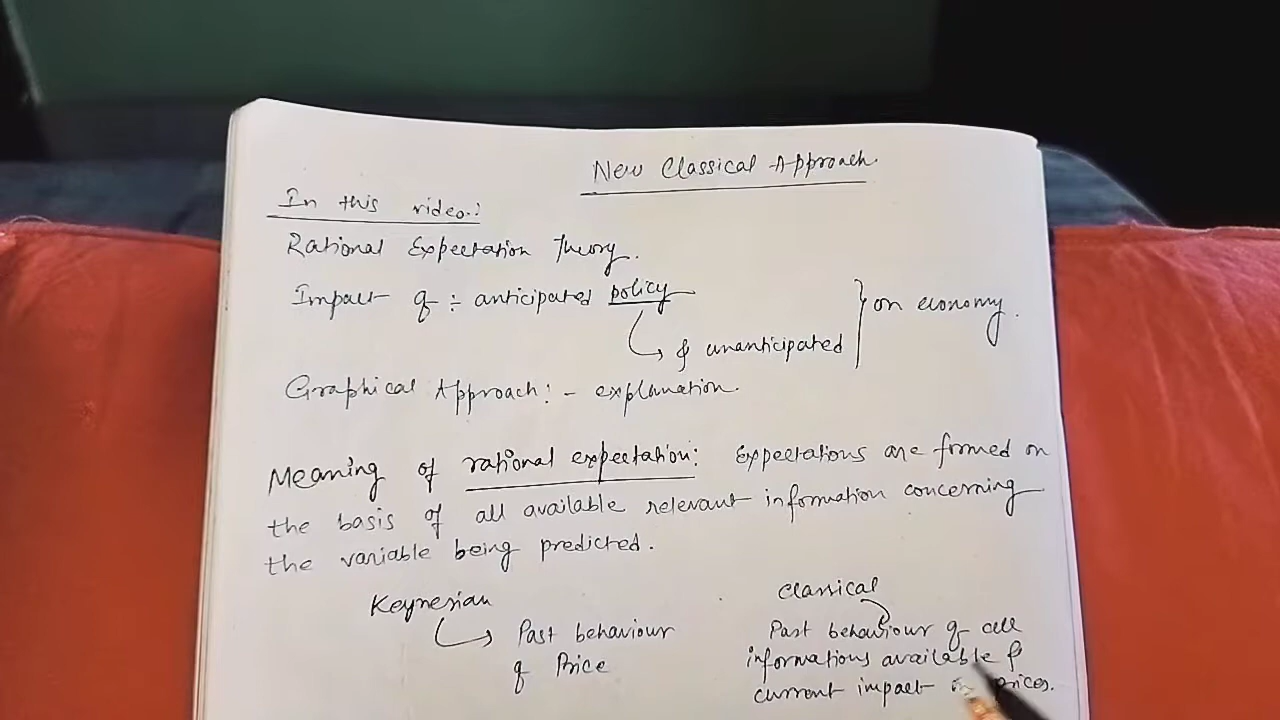 New Classical Approach.
In this video:
Rational Expectation Theory.
Impact of : anticipated policy
& unanticipated } on economy.
Graphical Approach: - explanation.
Meaning of rational expectation: Expectations are formed on
the basis of all available relevant information concerning
the variable being predicted.
Keynesian
Past behaviour
of Price
Classical
Past behaviour of all
informations available &
current impact in prices.